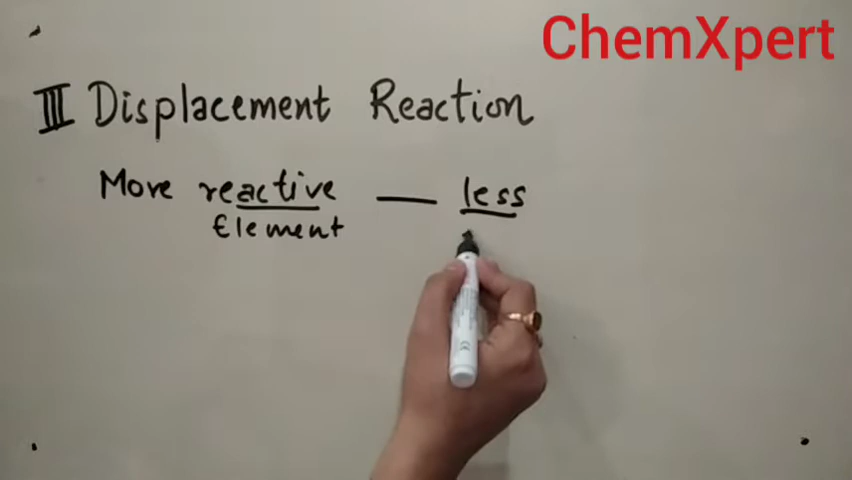 ChemXpert
III Displacement Reaction
More reactive — less
Element